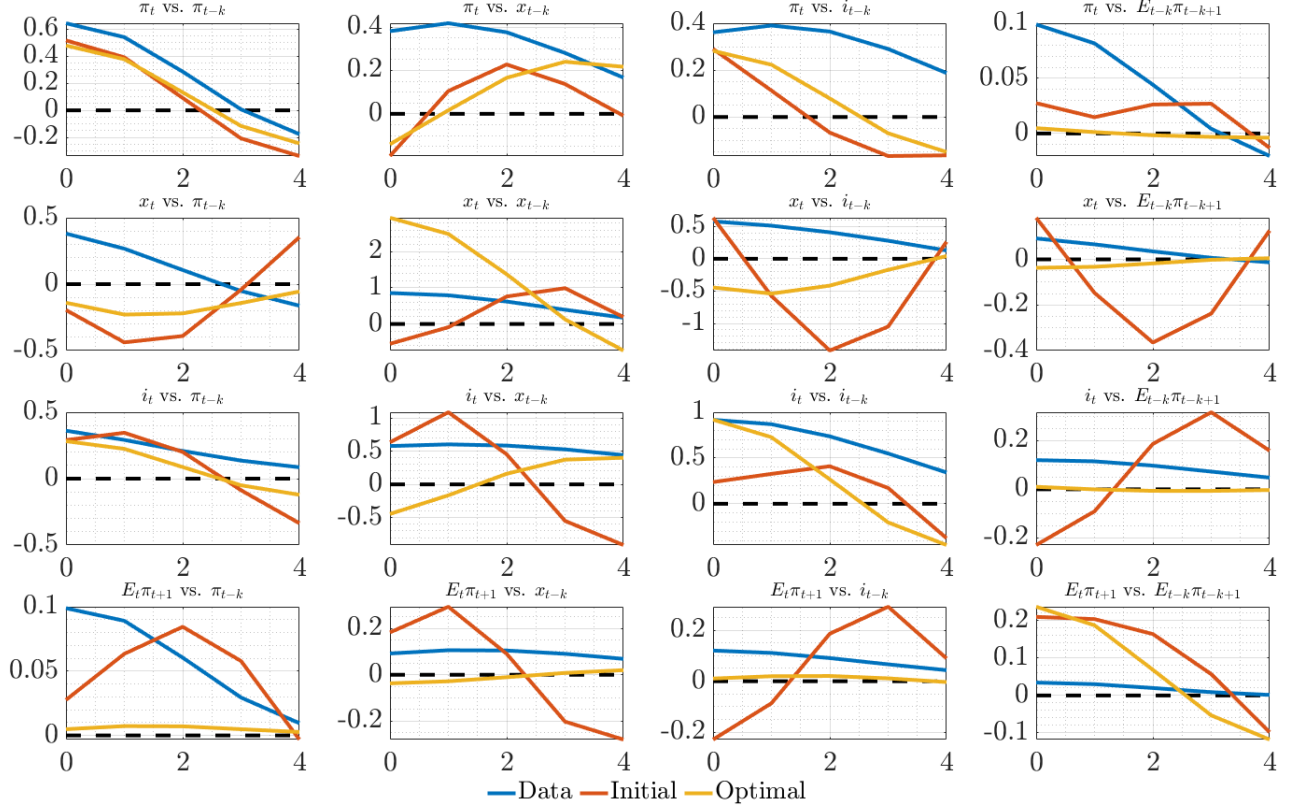 π_t vs. π_{t−k}
0.6
0.4
0.2
0
-0.2
0 2 4
π_t vs. x_{t−k}
0.4
0.2
0
0 2 4
π_t vs. i_{t−k}
0.4
0.2
0
0 2 4
π_t vs. E_{t−k}π_{t−k+1}
0.1
0.05
0
0 2 4
x_t vs. π_{t−k}
0.5
0
-0.5
0 2 4
x_t vs. x_{t−k}
2
1
0
0 2 4
x_t vs. i_{t−k}
0.5
0
-0.5
-1
0 2 4
x_t vs. E_{t−k}π_{t−k+1}
0
-0.2
-0.4
0 2 4
i_t vs. π_{t−k}
0.5
0
-0.5
0 2 4
i_t vs. x_{t−k}
1
0.5
0
-0.5
0 2 4
i_t vs. i_{t−k}
1
0.5
0
0 2 4
i_t vs. E_{t−k}π_{t−k+1}
0.2
0
-0.2
0 2 4
E_tπ_{t+1} vs. π_{t−k}
0.1
0.05
0
0 2 4
E_tπ_{t+1} vs. x_{t−k}
0.2
0
-0.2
0 2 4
E_tπ_{t+1} vs. i_{t−k}
0.2
0
-0.2
0 2 4
E_tπ_{t+1} vs. E_{t−k}π_{t−k+1}
0.2
0.1
0
-0.1
0 2 4
Data Initial Optimal